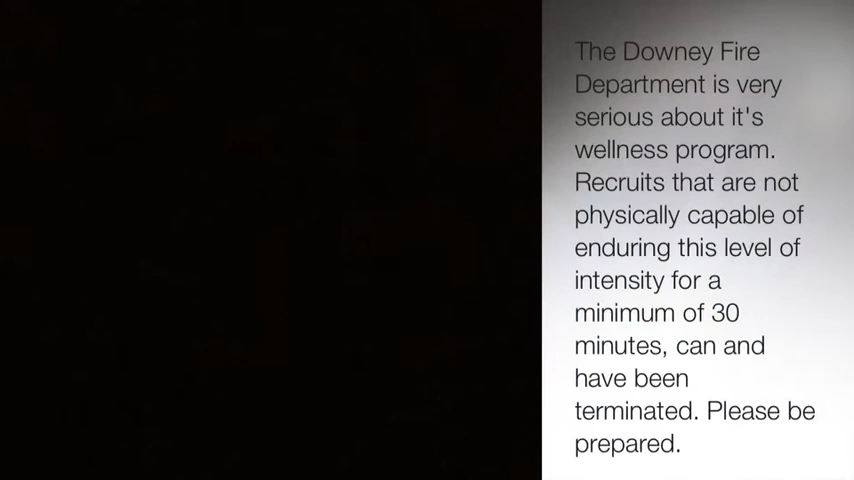 The Downey Fire
Department is very
serious about it's
wellness program.
Recruits that are not
physically capable of
enduring this level of
intensity for a
minimum of 30
minutes, can and
have been
terminated. Please be
prepared.